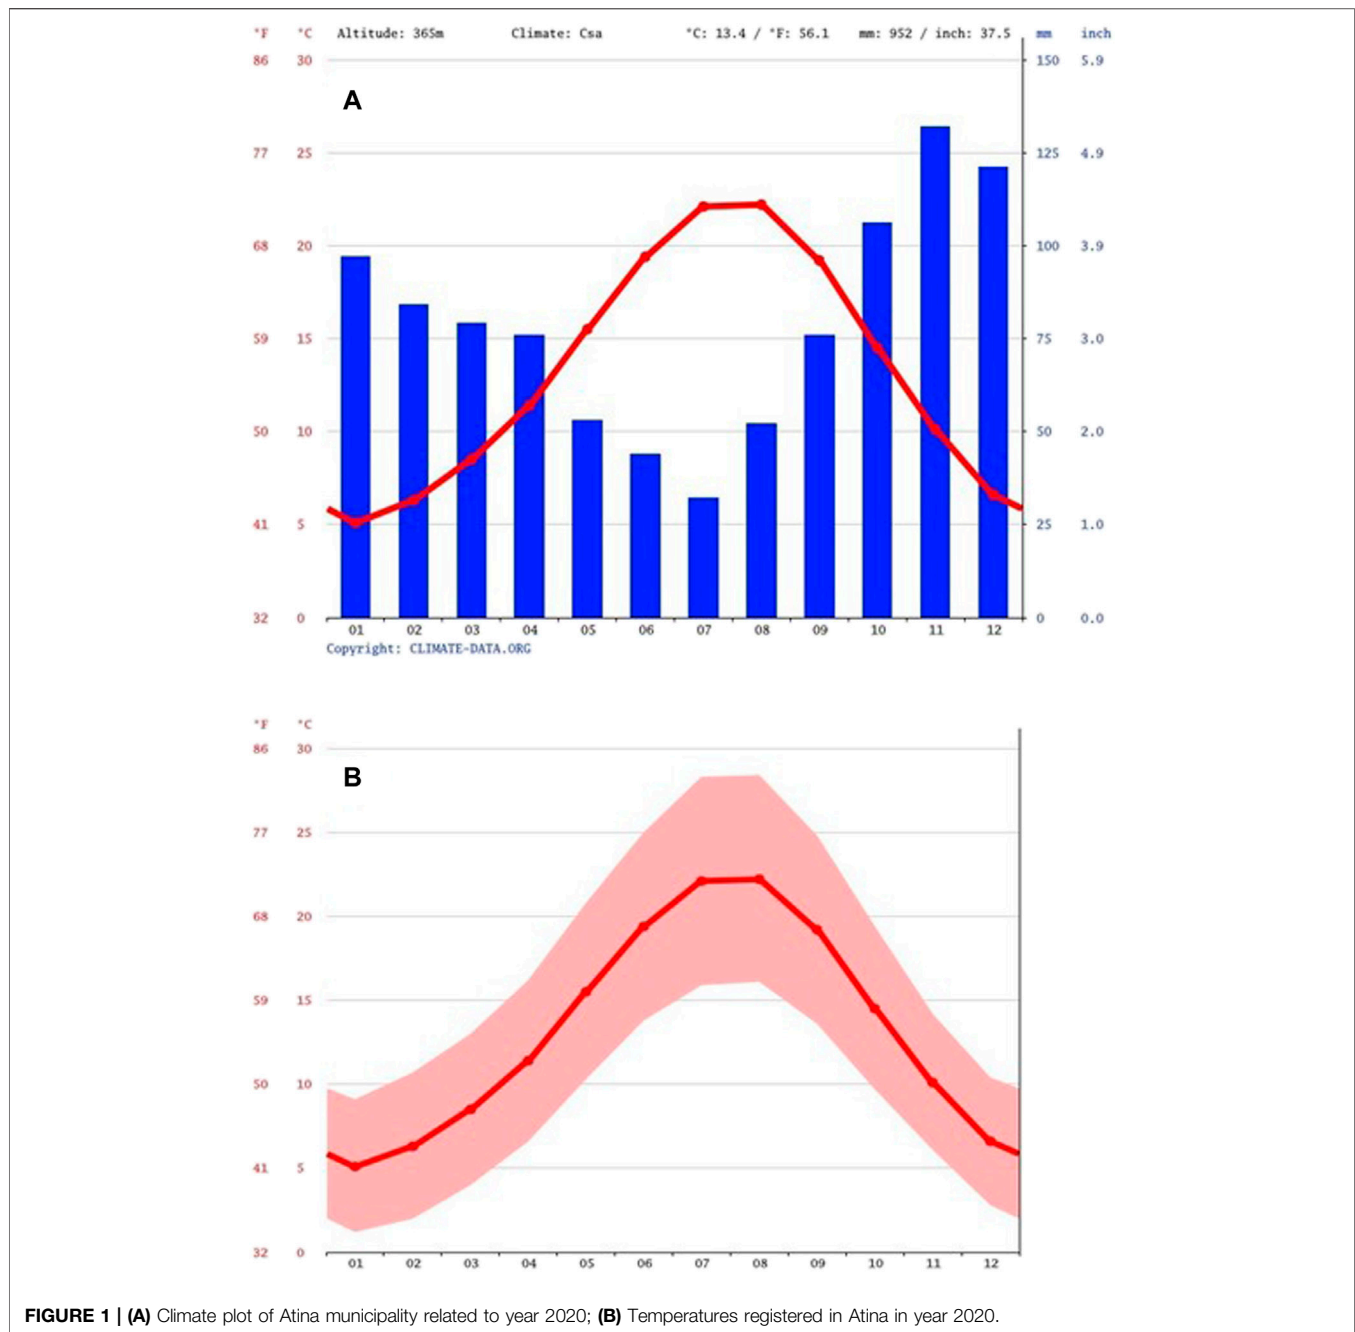 °F °C Altitude: 365m Climate: Csa °C: 13.4 / °F: 56.1 mm: 952 / inch: 37.5 mm inch
86 30 150 5.9
A
77 25 125 4.9
68 20 100 3.9
59 15 75 3.0
50 10 50 2.0
41 5 25 1.0
32 0 0 0.0
01 02 03 04 05 06 07 08 09 10 11 12
Copyright: CLIMATE-DATA.ORG
°F °C
86 30
B
77 25
68 20
59 15
50 10
41 5
32 0
01 02 03 04 05 06 07 08 09 10 11 12
FIGURE 1 | (A) Climate plot of Atina municipality related to year 2020; (B) Temperatures registered in Atina in year 2020.